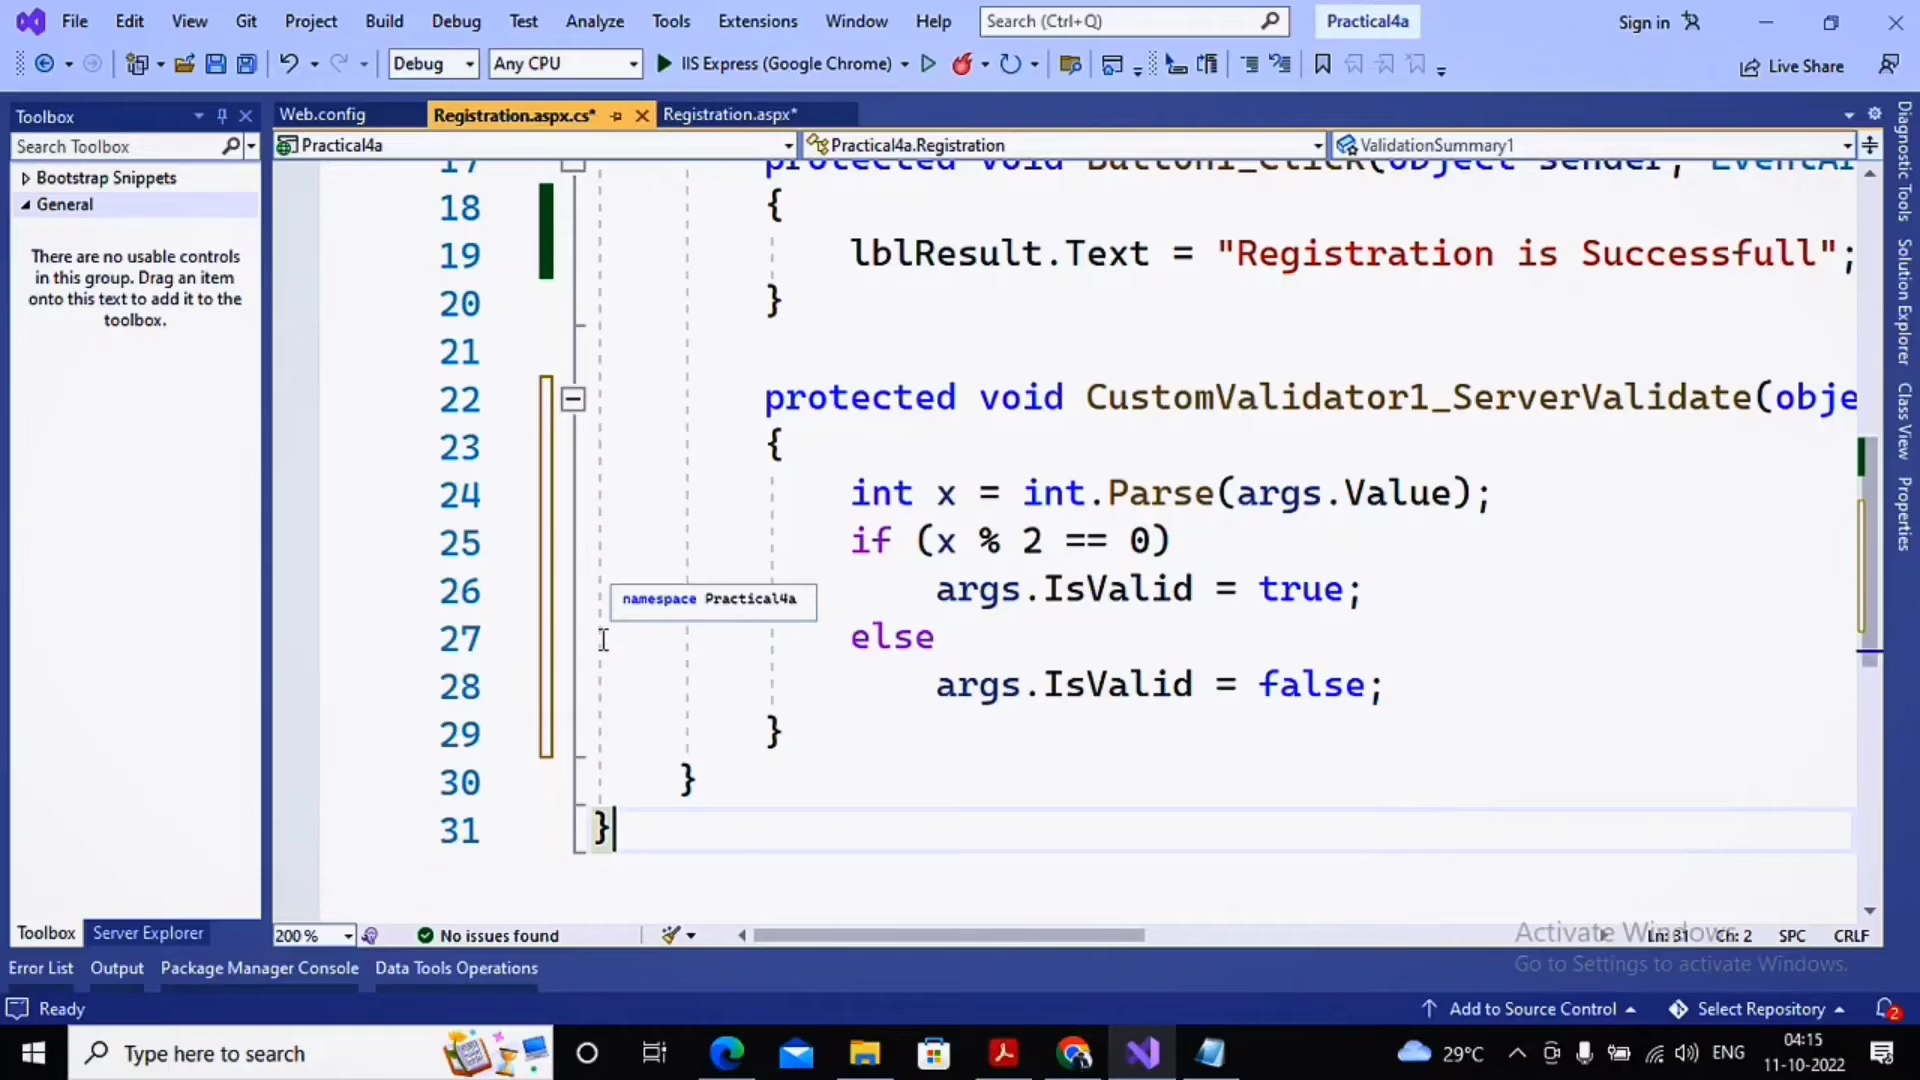 File Edit View Git Project Build Debug Test Analyze Tools Extensions Window Help Search (Ctrl+Q) Practical4a Sign in
Debug Any CPU IIS Express (Google Chrome) Live Share
Toolbox
Search Toolbox
Bootstrap Snippets
General
There are no usable controls
in this group. Drag an item
onto this text to add it to the
toolbox.
Toolbox Server Explorer
Web.config Registration.aspx.cs* Registration.aspx*
Practical4a Practical4a.Registration ValidationSummary1
17 protected void Button1_Click(object sender, EventAr
18 {
19 lblResult.Text = "Registration is Successfull";
20 }
21
22 protected void CustomValidator1_ServerValidate(obje
23 {
24 int x = int.Parse(args.Value);
25 if (x % 2 == 0)
26 args.IsValid = true;
namespace Practical4a
27 else
28 args.IsValid = false;
29 }
30 }
31 }
200 % No issues found Ln: 31 Ch: 2 SPC CRLF
Activate Windows
Go to Settings to activate Windows.
Diagnostic Tools
Solution Explorer
Class View
Properties
Error List Output Package Manager Console Data Tools Operations
Ready Add to Source Control Select Repository 2
Type here to search 29°C ENG 04:15
11-10-2022